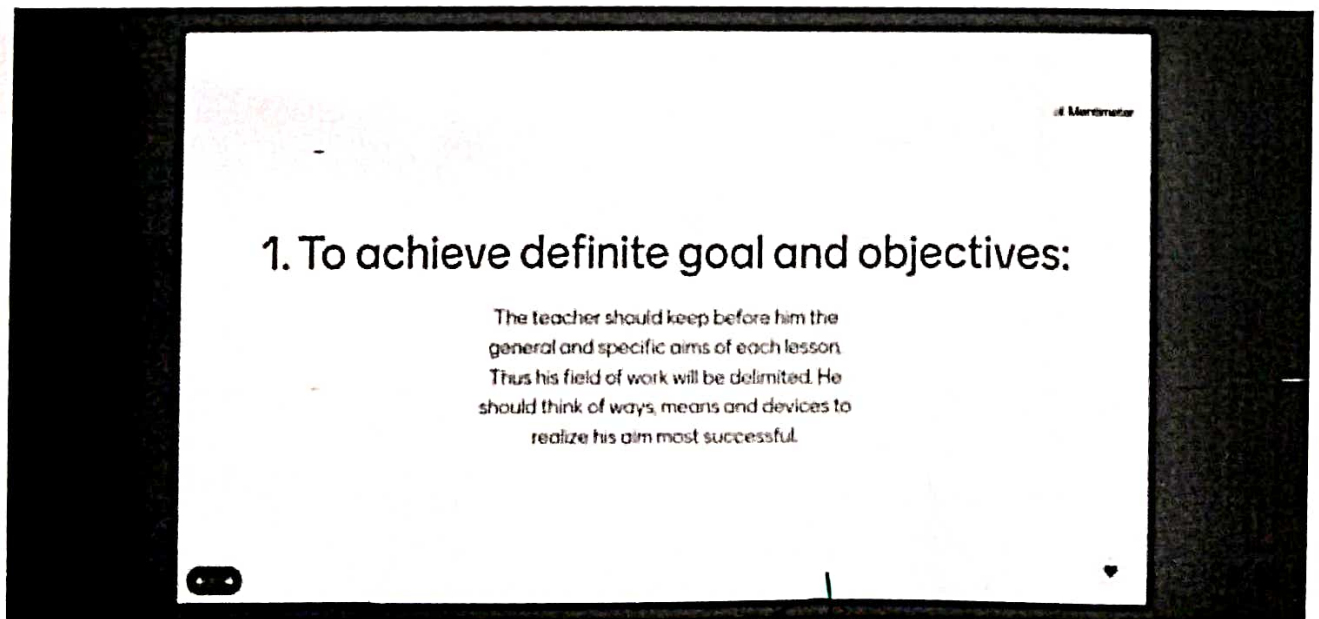 Mentimeter
1. To achieve definite goal and objectives:
The teacher should keep before him the
general and specific aims of each lesson.
Thus his field of work will be delimited. He
should think of ways, means and devices to
realize his aim most successful.